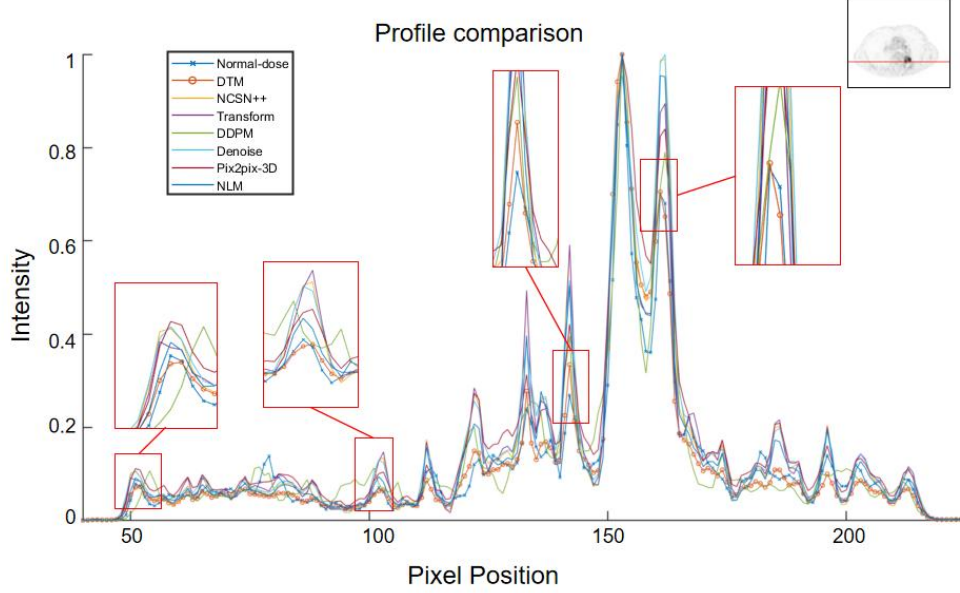 Profile comparison
1
0.8
0.6
0.4
0.2
0
Normal-dose
DTM
NCSN++
Transform
DDPM
Denoise
Pix2pix-3D
NLM
Intensity
50
100
150
200
Pixel Position